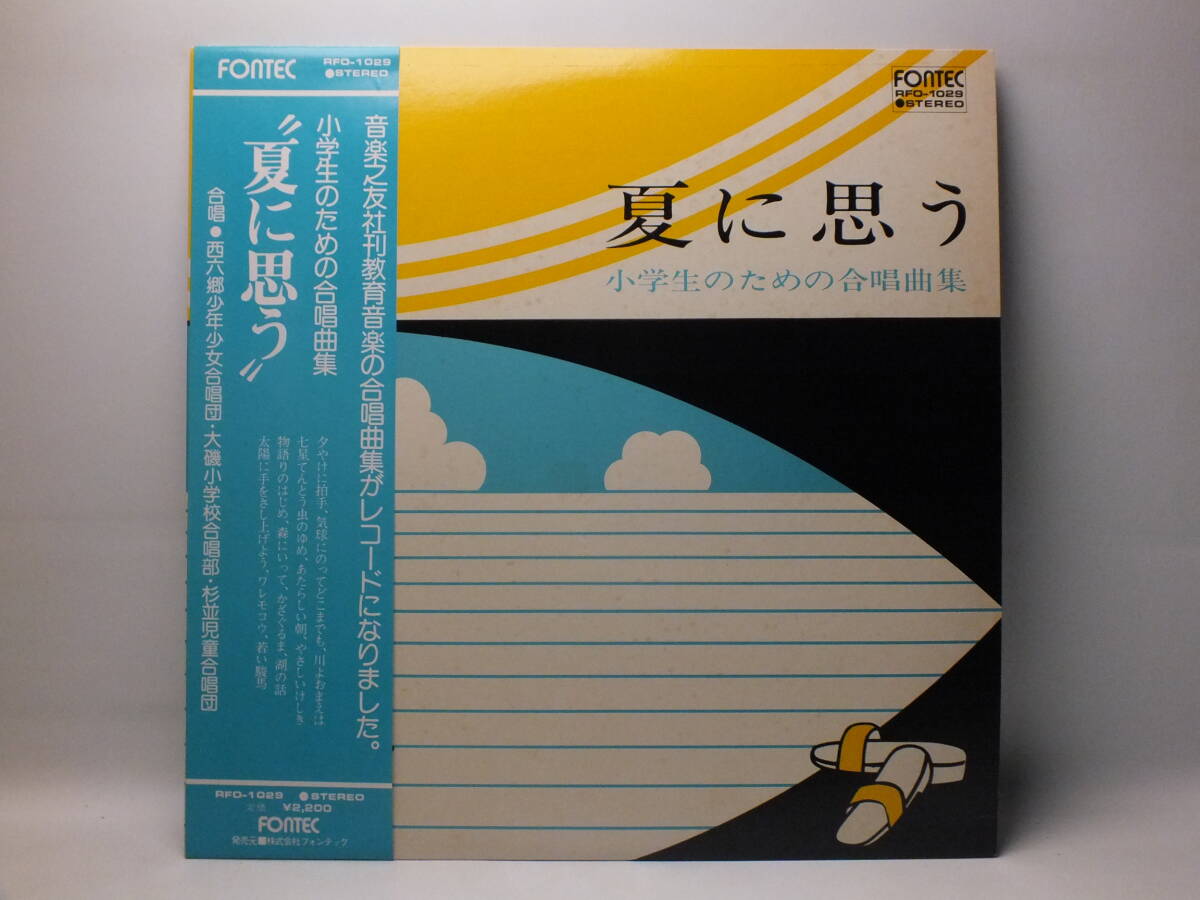 FONTEC
RFO-1029
●STEREO
音楽之友社刊教育音楽の合唱曲集がレコードになりました。
小学生のための合唱曲集
〝夏に思う〟
合唱●西六郷少年少女合唱団・大磯小学校合唱部・杉並児童合唱団
夕やけに拍手、気球にのってどこまでも、川よおまえは
七星てんとう虫のゆめ、あたらしい朝、やさしいけしき
物語りのはじめ、森にいって、かざぐるま、湖の話
太陽に手をさし上げよう、ワレモコウ、若い駿馬
RFO-1029 ●STEREO
定価 ¥2,200
FONTEC
発売元■株式会社フォンテック
FONTEC
RFO-1029
●STEREO
夏に思う
小学生のための合唱曲集